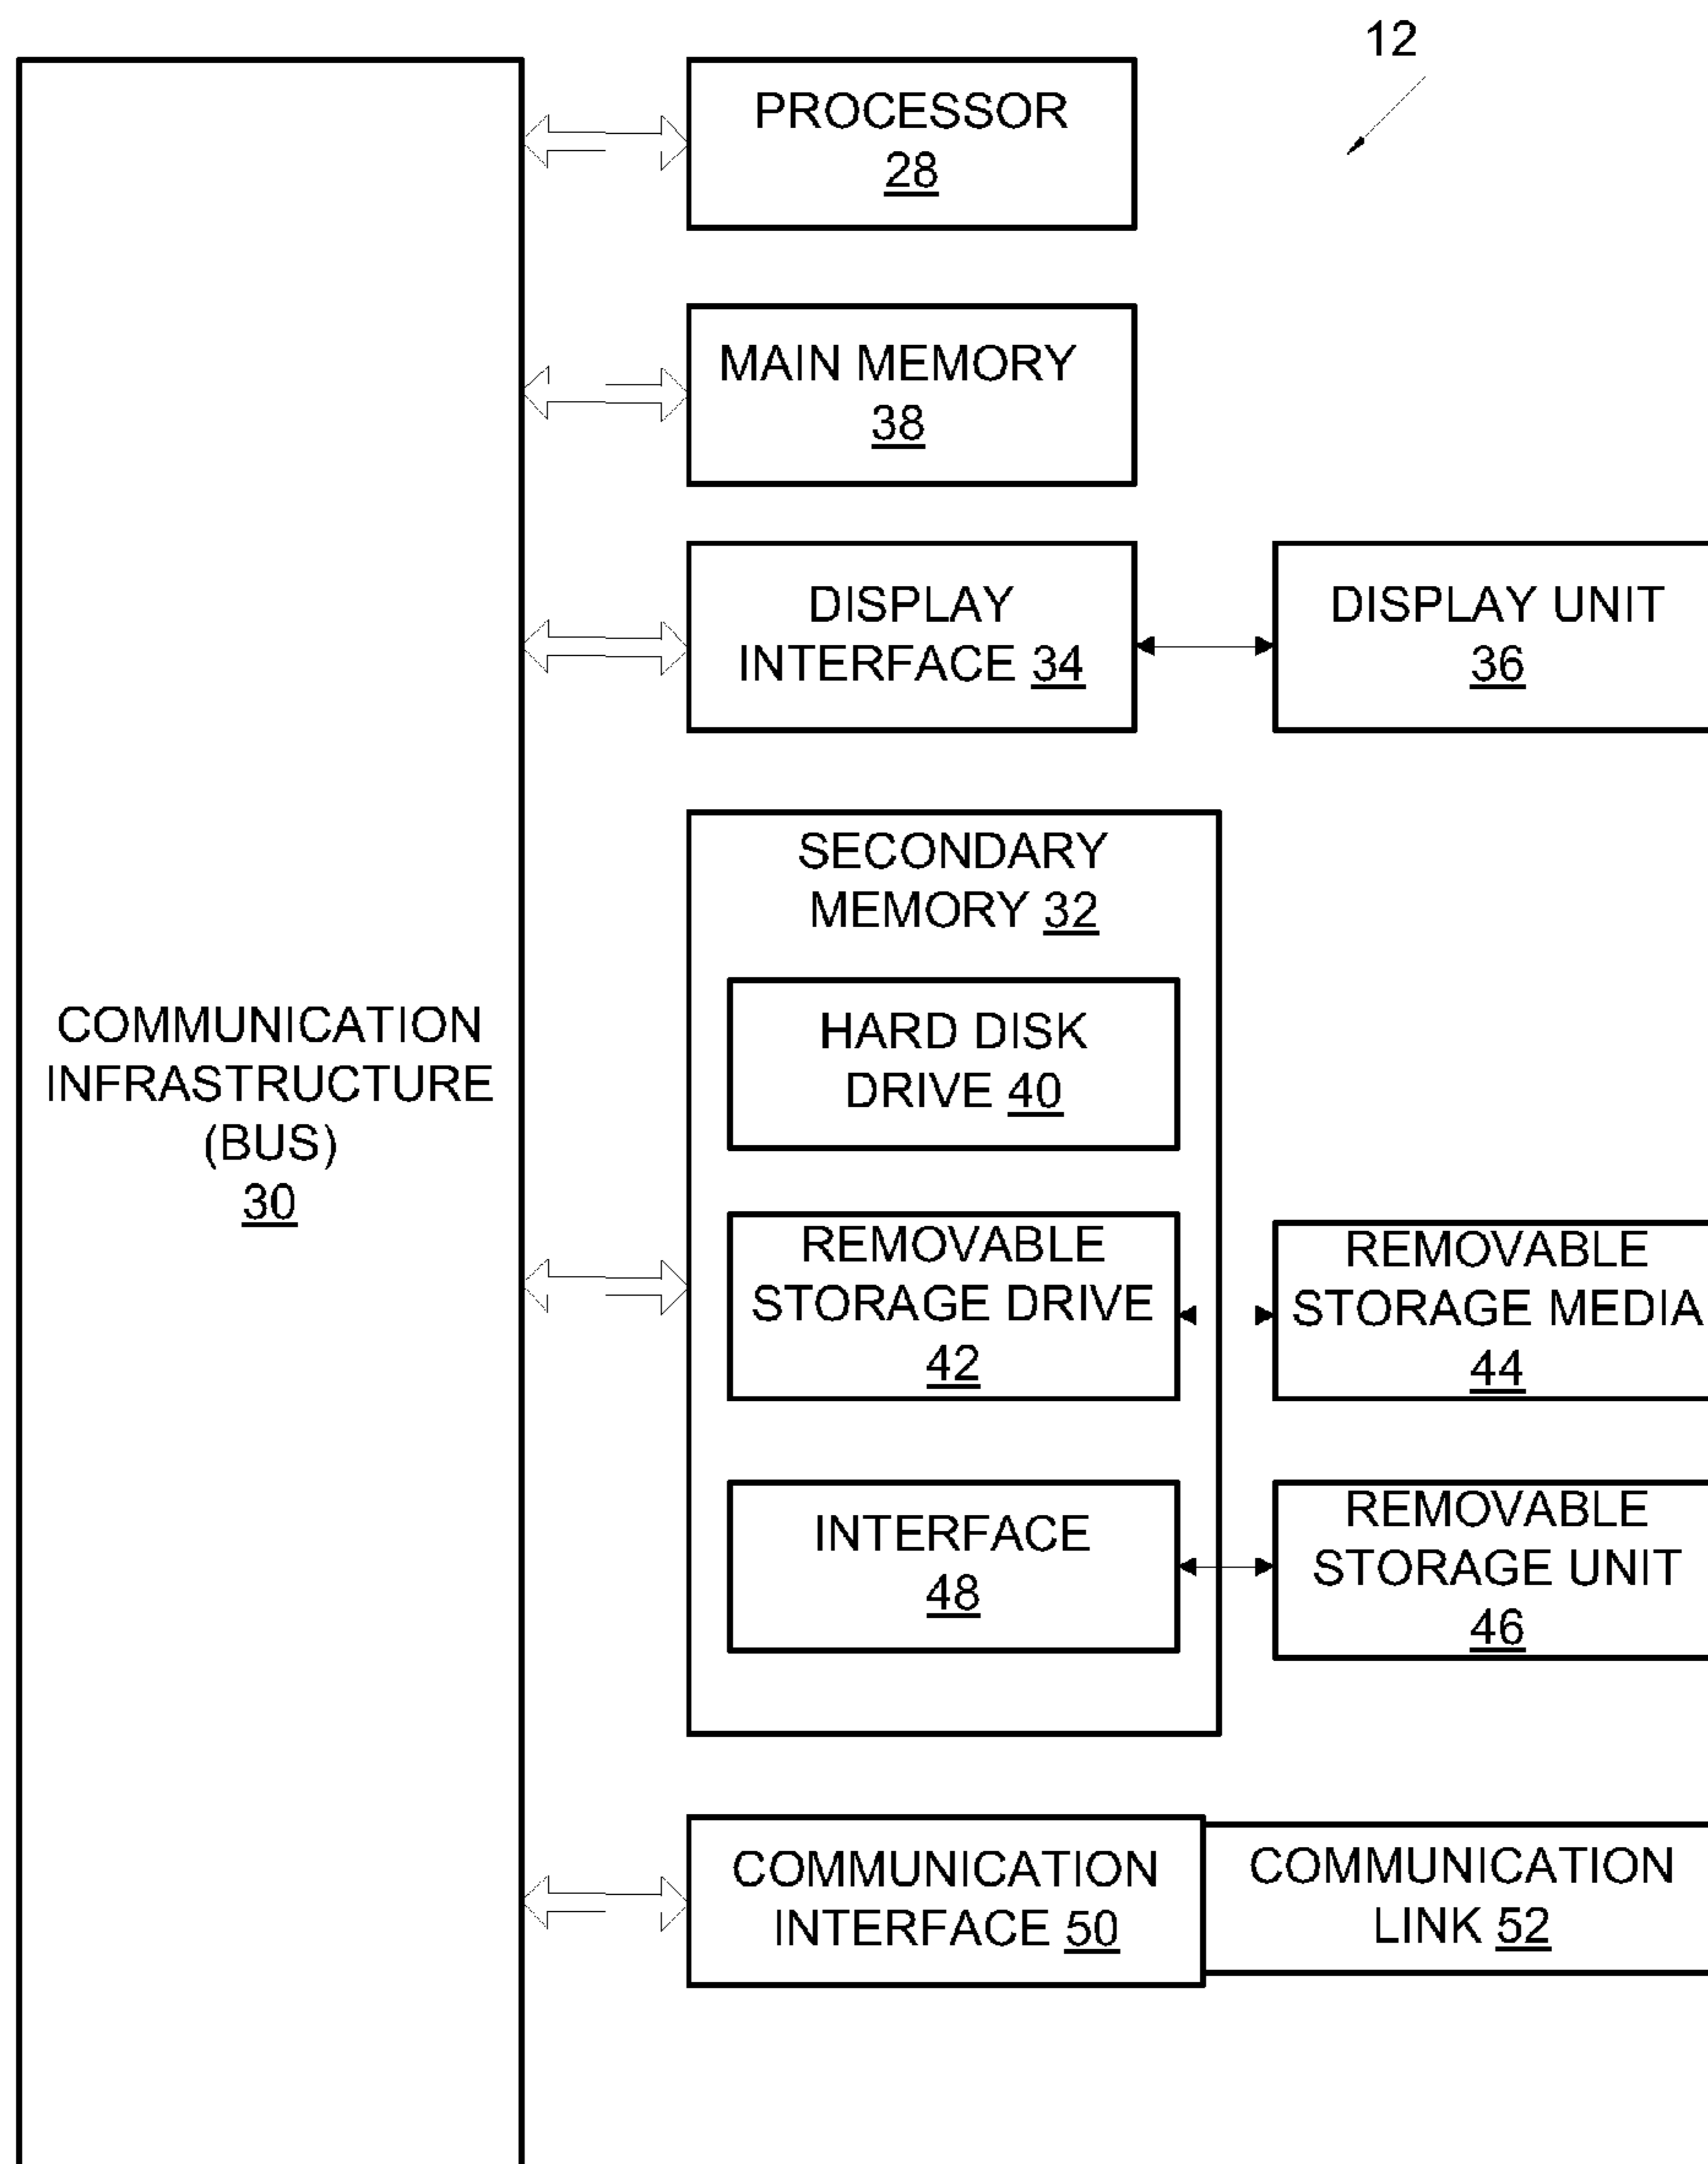 12
PROCESSOR
28
MAIN MEMORY
38
DISPLAY
INTERFACE 34
DISPLAY UNIT
36
SECONDARY
MEMORY 32
HARD DISK
DRIVE 40
COMMUNICATION
INFRASTRUCTURE
(BUS)
30
REMOVABLE
STORAGE DRIVE
42
REMOVABLE
STORAGE MEDIA
44
INTERFACE
48
REMOVABLE
STORAGE UNIT
46
COMMUNICATION
INTERFACE 50
COMMUNICATION
LINK 52